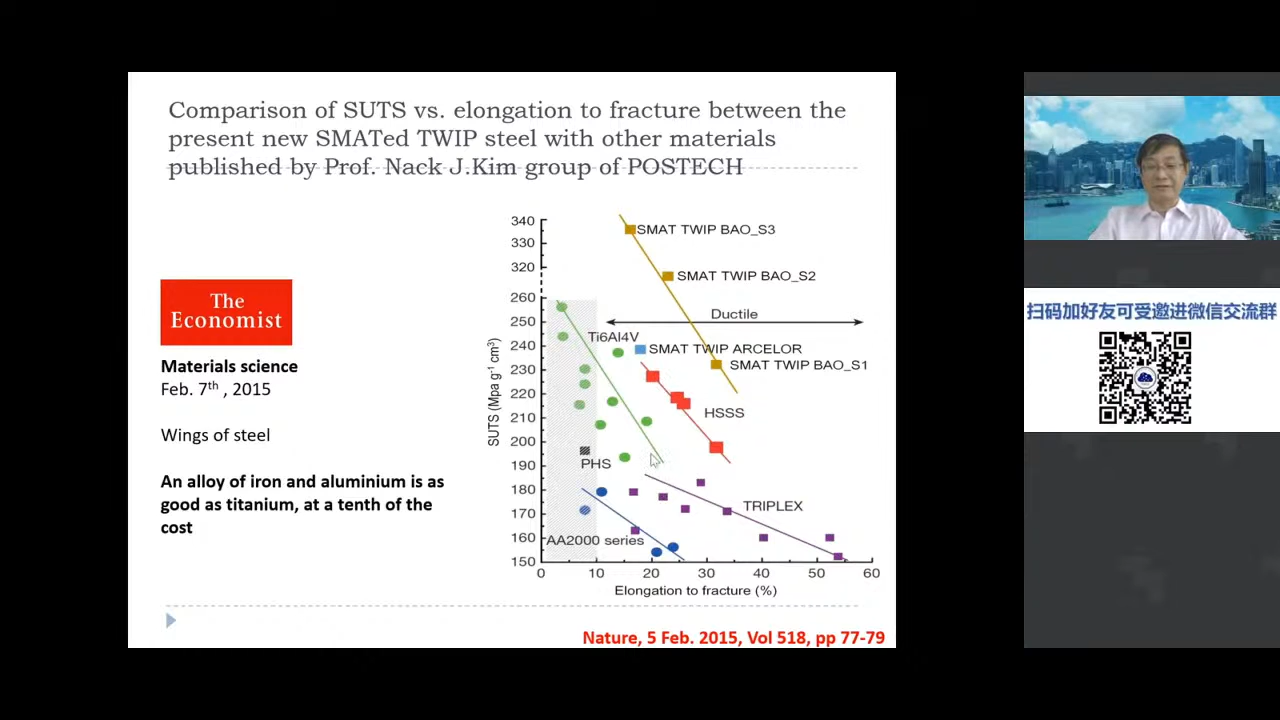 Comparison of SUTS vs. elongation to fracture between the
present new SMATed TWIP steel with other materials
published by Prof. Nack J.Kim group of POSTECH
The
Economist
Materials science
Feb. 7th , 2015
Wings of steel
An alloy of iron and aluminium is as
good as titanium, at a tenth of the
cost
SUTS (Mpa g-1 cm3)
340
330
320
260
250
240
230
220
210
200
190
180
170
160
150
SMAT TWIP BAO_S3
SMAT TWIP BAO_S2
Ductile
Ti6Al4V
SMAT TWIP ARCELOR
SMAT TWIP BAO_S1
HSSS
PHS
TRIPLEX
AA2000 series
0 10 20 30 40 50 60
Elongation to fracture (%)
Nature, 5 Feb. 2015, Vol 518, pp 77-79
扫码加好友可受邀进微信交流群